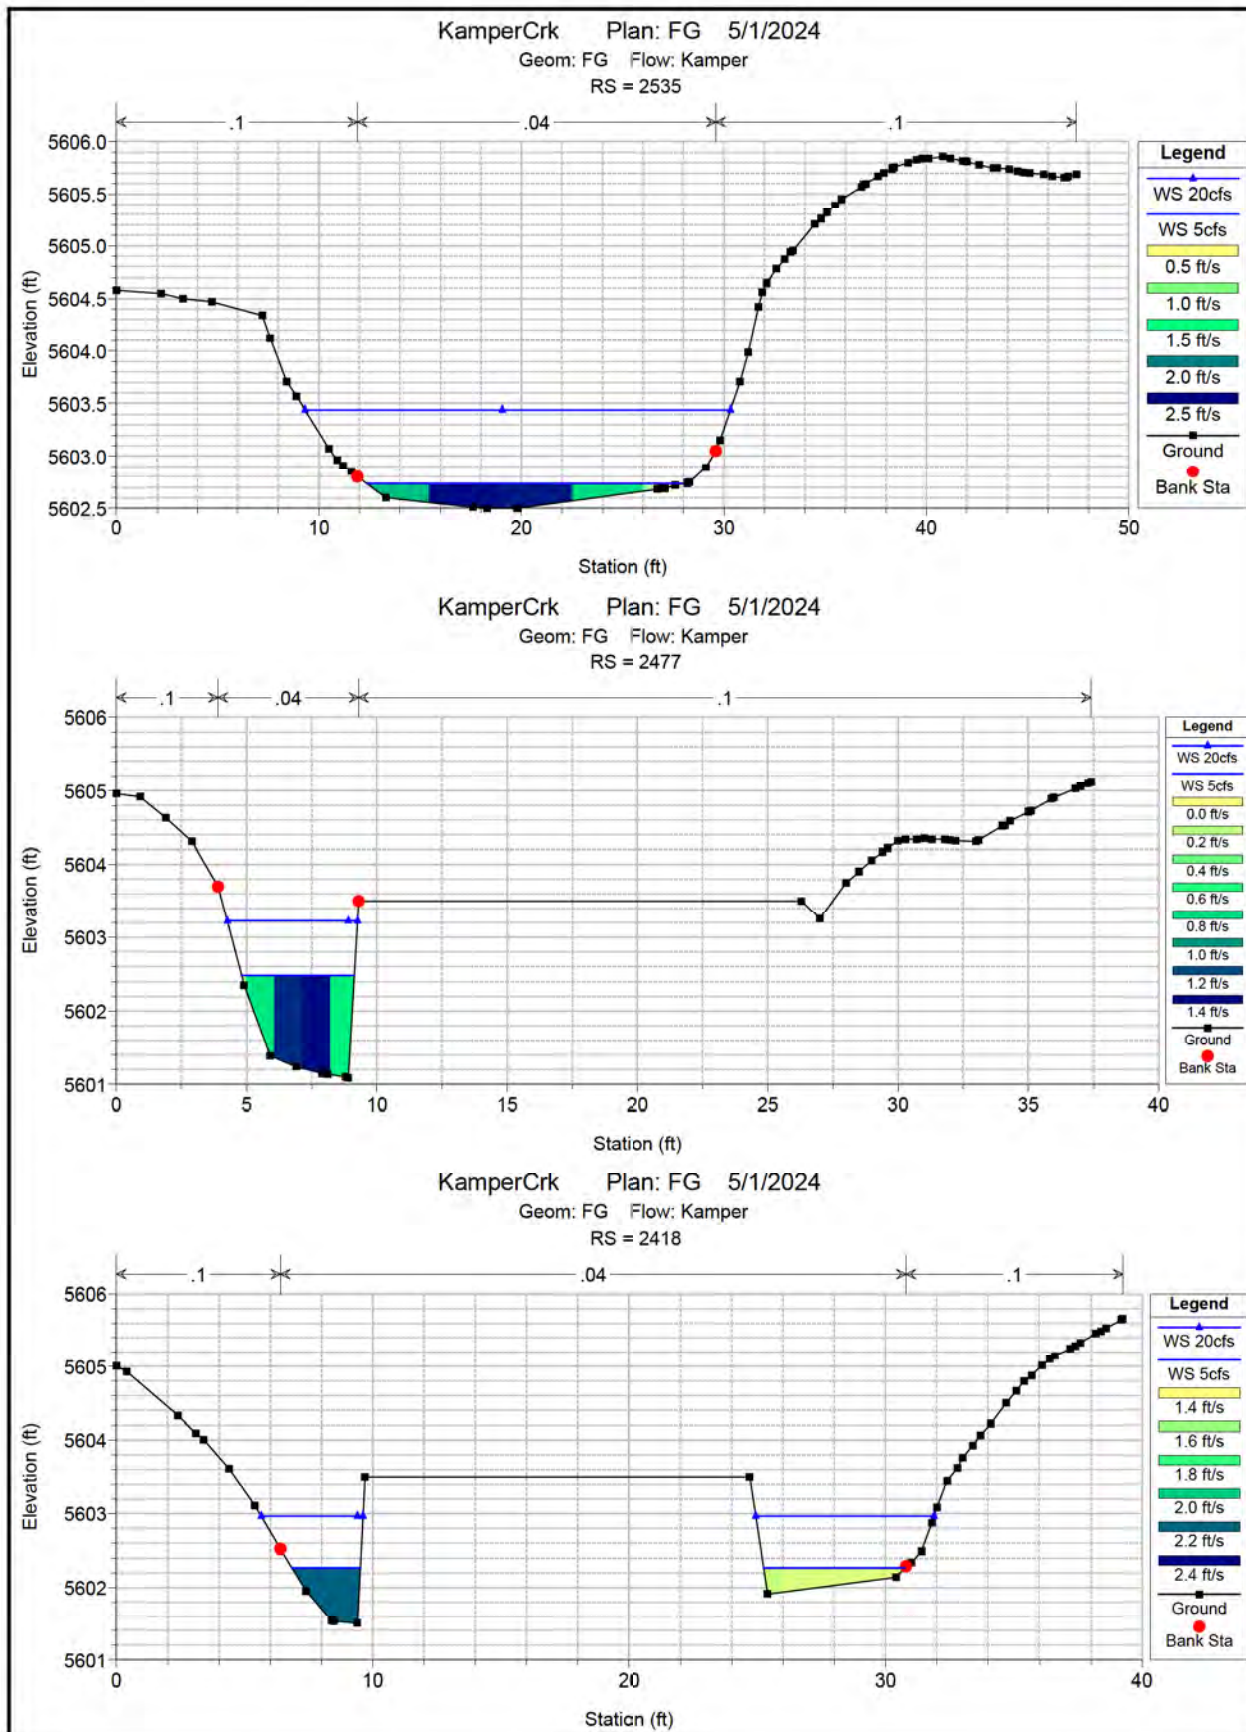 KamperCrk Plan: FG 5/1/2024
Geom: FG Flow: Kamper
RS = 2535
.1 .04 .1
5606.0
5605.5
5605.0
5604.5
5604.0
5603.5
5603.0
5602.5
Elevation (ft)
0 10 20 30 40 50
Station (ft)
Legend
WS 20cfs
WS 5cfs
0.5 ft/s
1.0 ft/s
1.5 ft/s
2.0 ft/s
2.5 ft/s
Ground
Bank Sta
KamperCrk Plan: FG 5/1/2024
Geom: FG Flow: Kamper
RS = 2477
.1 .04 .1
5606
5605
5604
5603
5602
5601
Elevation (ft)
0 5 10 15 20 25 30 35 40
Station (ft)
Legend
WS 20cfs
WS 5cfs
0.0 ft/s
0.2 ft/s
0.4 ft/s
0.6 ft/s
0.8 ft/s
1.0 ft/s
1.2 ft/s
1.4 ft/s
Ground
Bank Sta
KamperCrk Plan: FG 5/1/2024
Geom: FG Flow: Kamper
RS = 2418
.1 .04 .1
5606
5605
5604
5603
5602
5601
Elevation (ft)
0 10 20 30 40
Station (ft)
Legend
WS 20cfs
WS 5cfs
1.4 ft/s
1.6 ft/s
1.8 ft/s
2.0 ft/s
2.2 ft/s
2.4 ft/s
Ground
Bank Sta